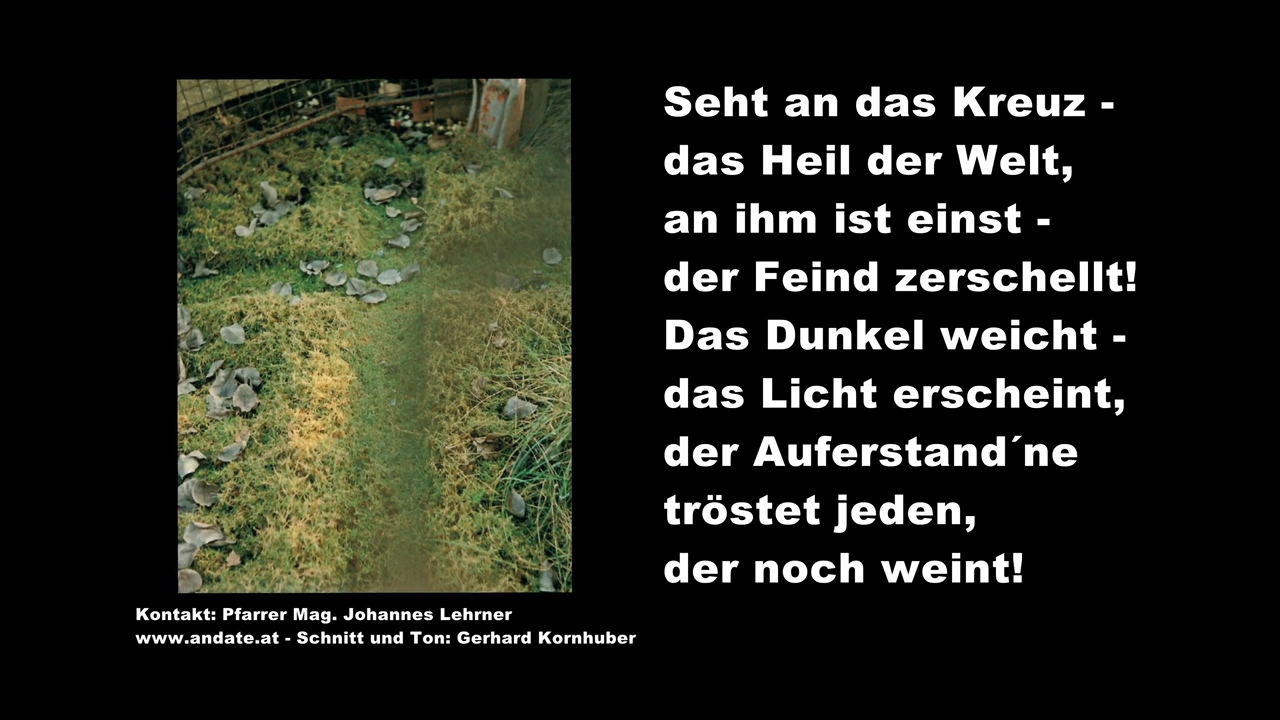 Seht an das Kreuz -
das Heil der Welt,
an ihm ist einst -
der Feind zerschellt!
Das Dunkel weicht -
das Licht erscheint,
der Auferstand´ne
tröstet jeden,
der noch weint!
Kontakt: Pfarrer Mag. Johannes Lehrner
www.andate.at - Schnitt und Ton: Gerhard Kornhuber